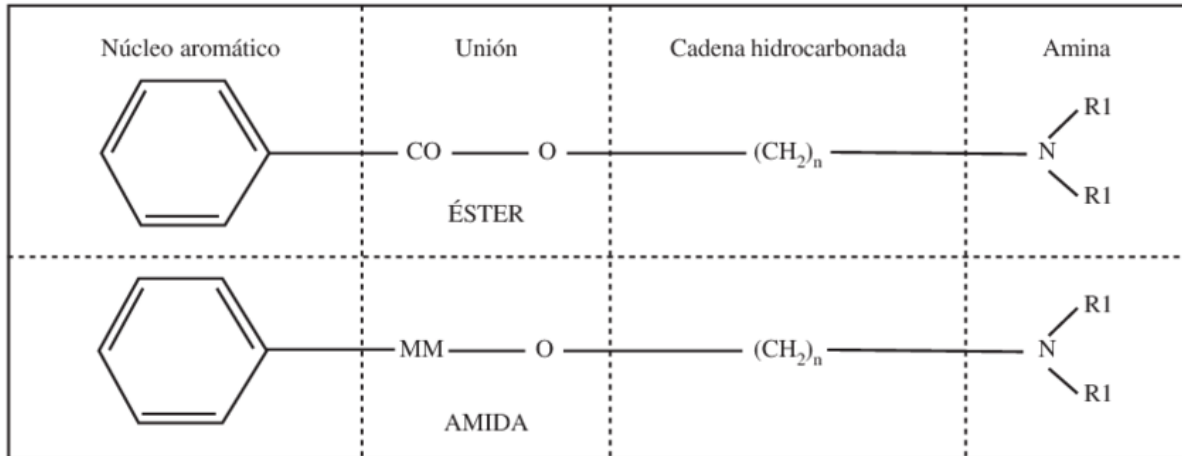 Núcleo aromático Unión Cadena hidrocarbonada Amina
R1
CO O (CH2)n N
R1
ÉSTER
R1
MM O (CH2)n N
R1
AMIDA